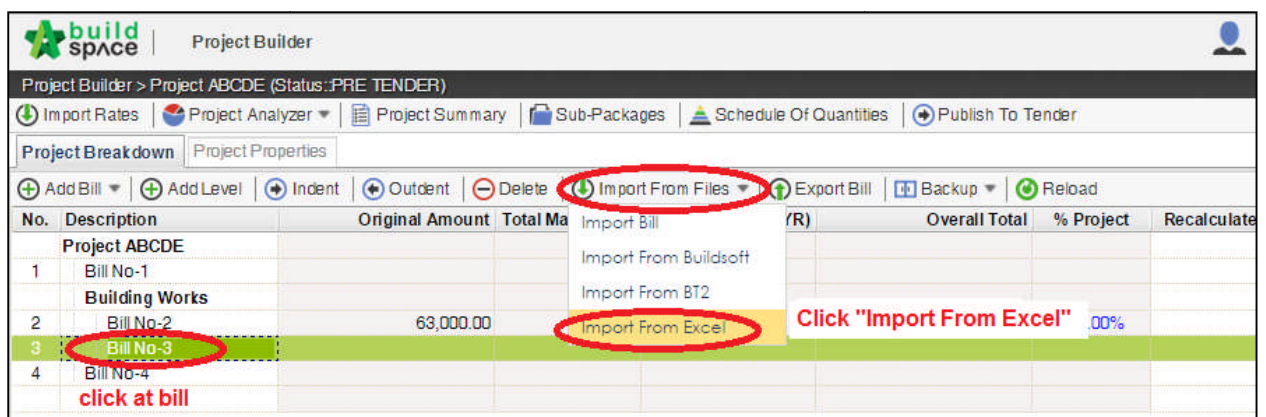 build
space
Project Builder
Project Builder > Project ABCDE (Status::PRE TENDER)
Import Rates Project Analyzer Project Summary Sub-Packages Schedule Of Quantities Publish To Tender
Project Breakdown Project Properties
Add Bill Add Level Indent Outdent Delete Import From Files Export Bill Backup Reload
No. Description Original Amount Total Ma YR) Overall Total % Project Recalculate
Import Bill
Project ABCDE
1 Bill No-1
Import From Buildsoft
Building Works
Import From BT2
2 Bill No-2 63,000.00 .00%
Import From Excel
Click "Import From Excel"
3 Bill No-3
4 Bill No-4
click at bill